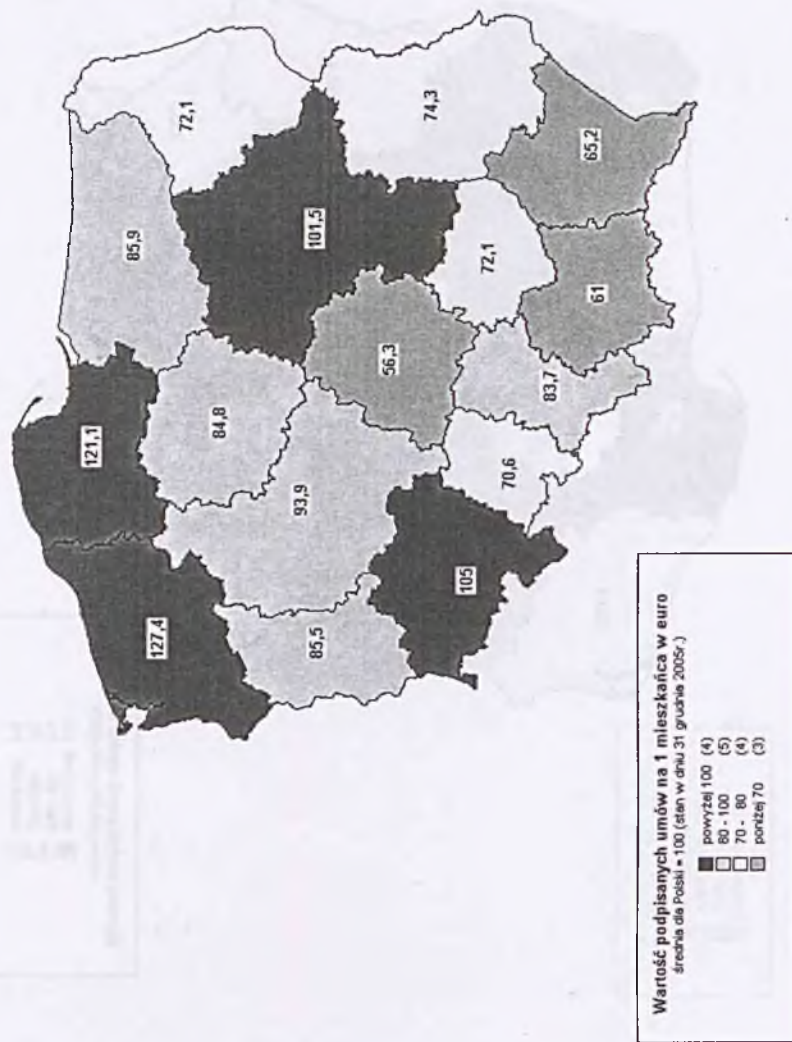 127,4
121,1
85,9
72,1
84,8
93,9
85,5
101,5
56,3
74,3
105
70,6
83,7
72,1
61
65,2
Wartość podpisanych umów na 1 mieszkańca w euro
średnia dla Polski = 100 (stan w dniu 31 grudnia 2005r.)
powyżej 100 (4)
80 - 100 (5)
70 - 80 (4)
poniżej 70 (3)